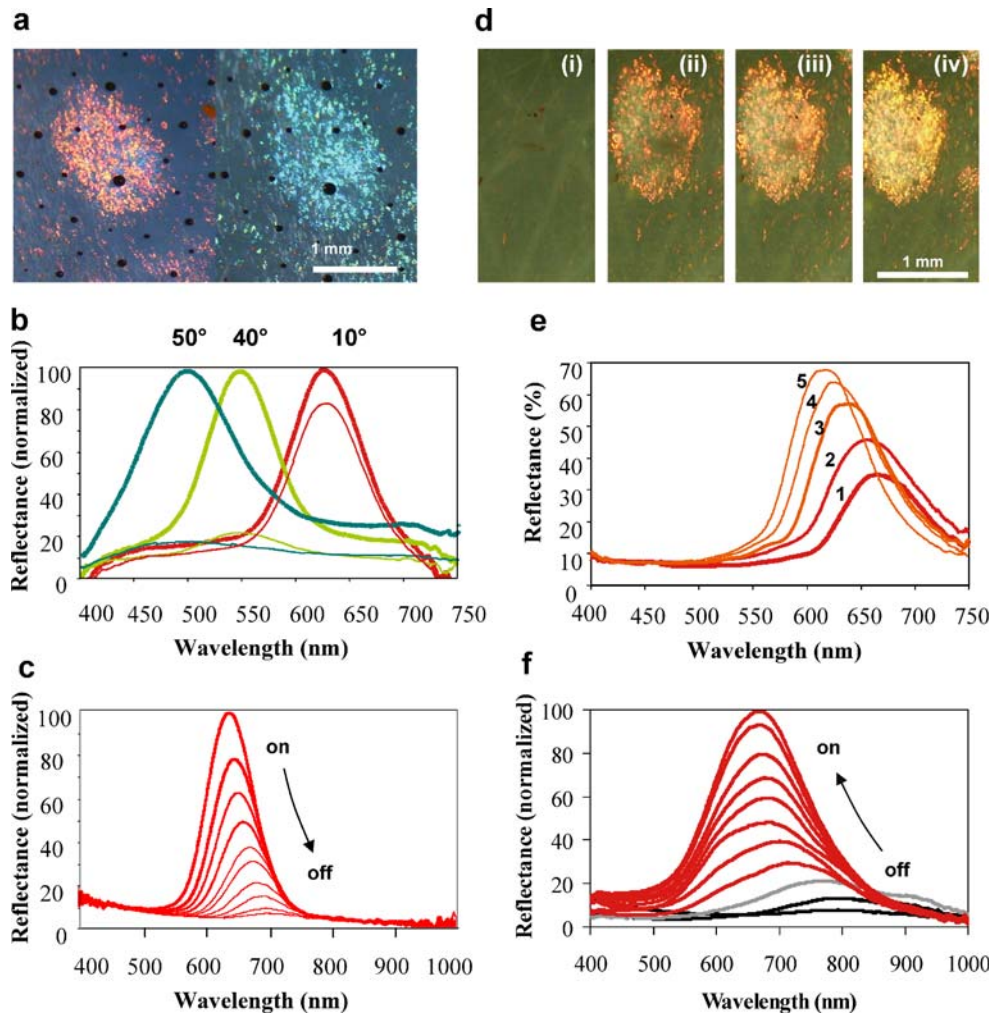 a
1 mm
d
(i) (ii) (iii) (iv)
1 mm
b
50° 40° 10°
Reflectance (normalized)
100
80
60
40
20
0
400 450 500 550 600 650 700 750
Wavelength (nm)
e
Reflectance (%)
70
60
50
40
30
20
10
0
5
4
3
2
1
400 450 500 550 600 650 700 750
Wavelength (nm)
c
Reflectance (normalized)
100
80
60
40
20
0
on
off
400 500 600 700 800 900 1000
Wavelength (nm)
f
Reflectance (normalized)
100
80
60
40
20
0
on
off
400 500 600 700 800 900 1000
Wavelength (nm)